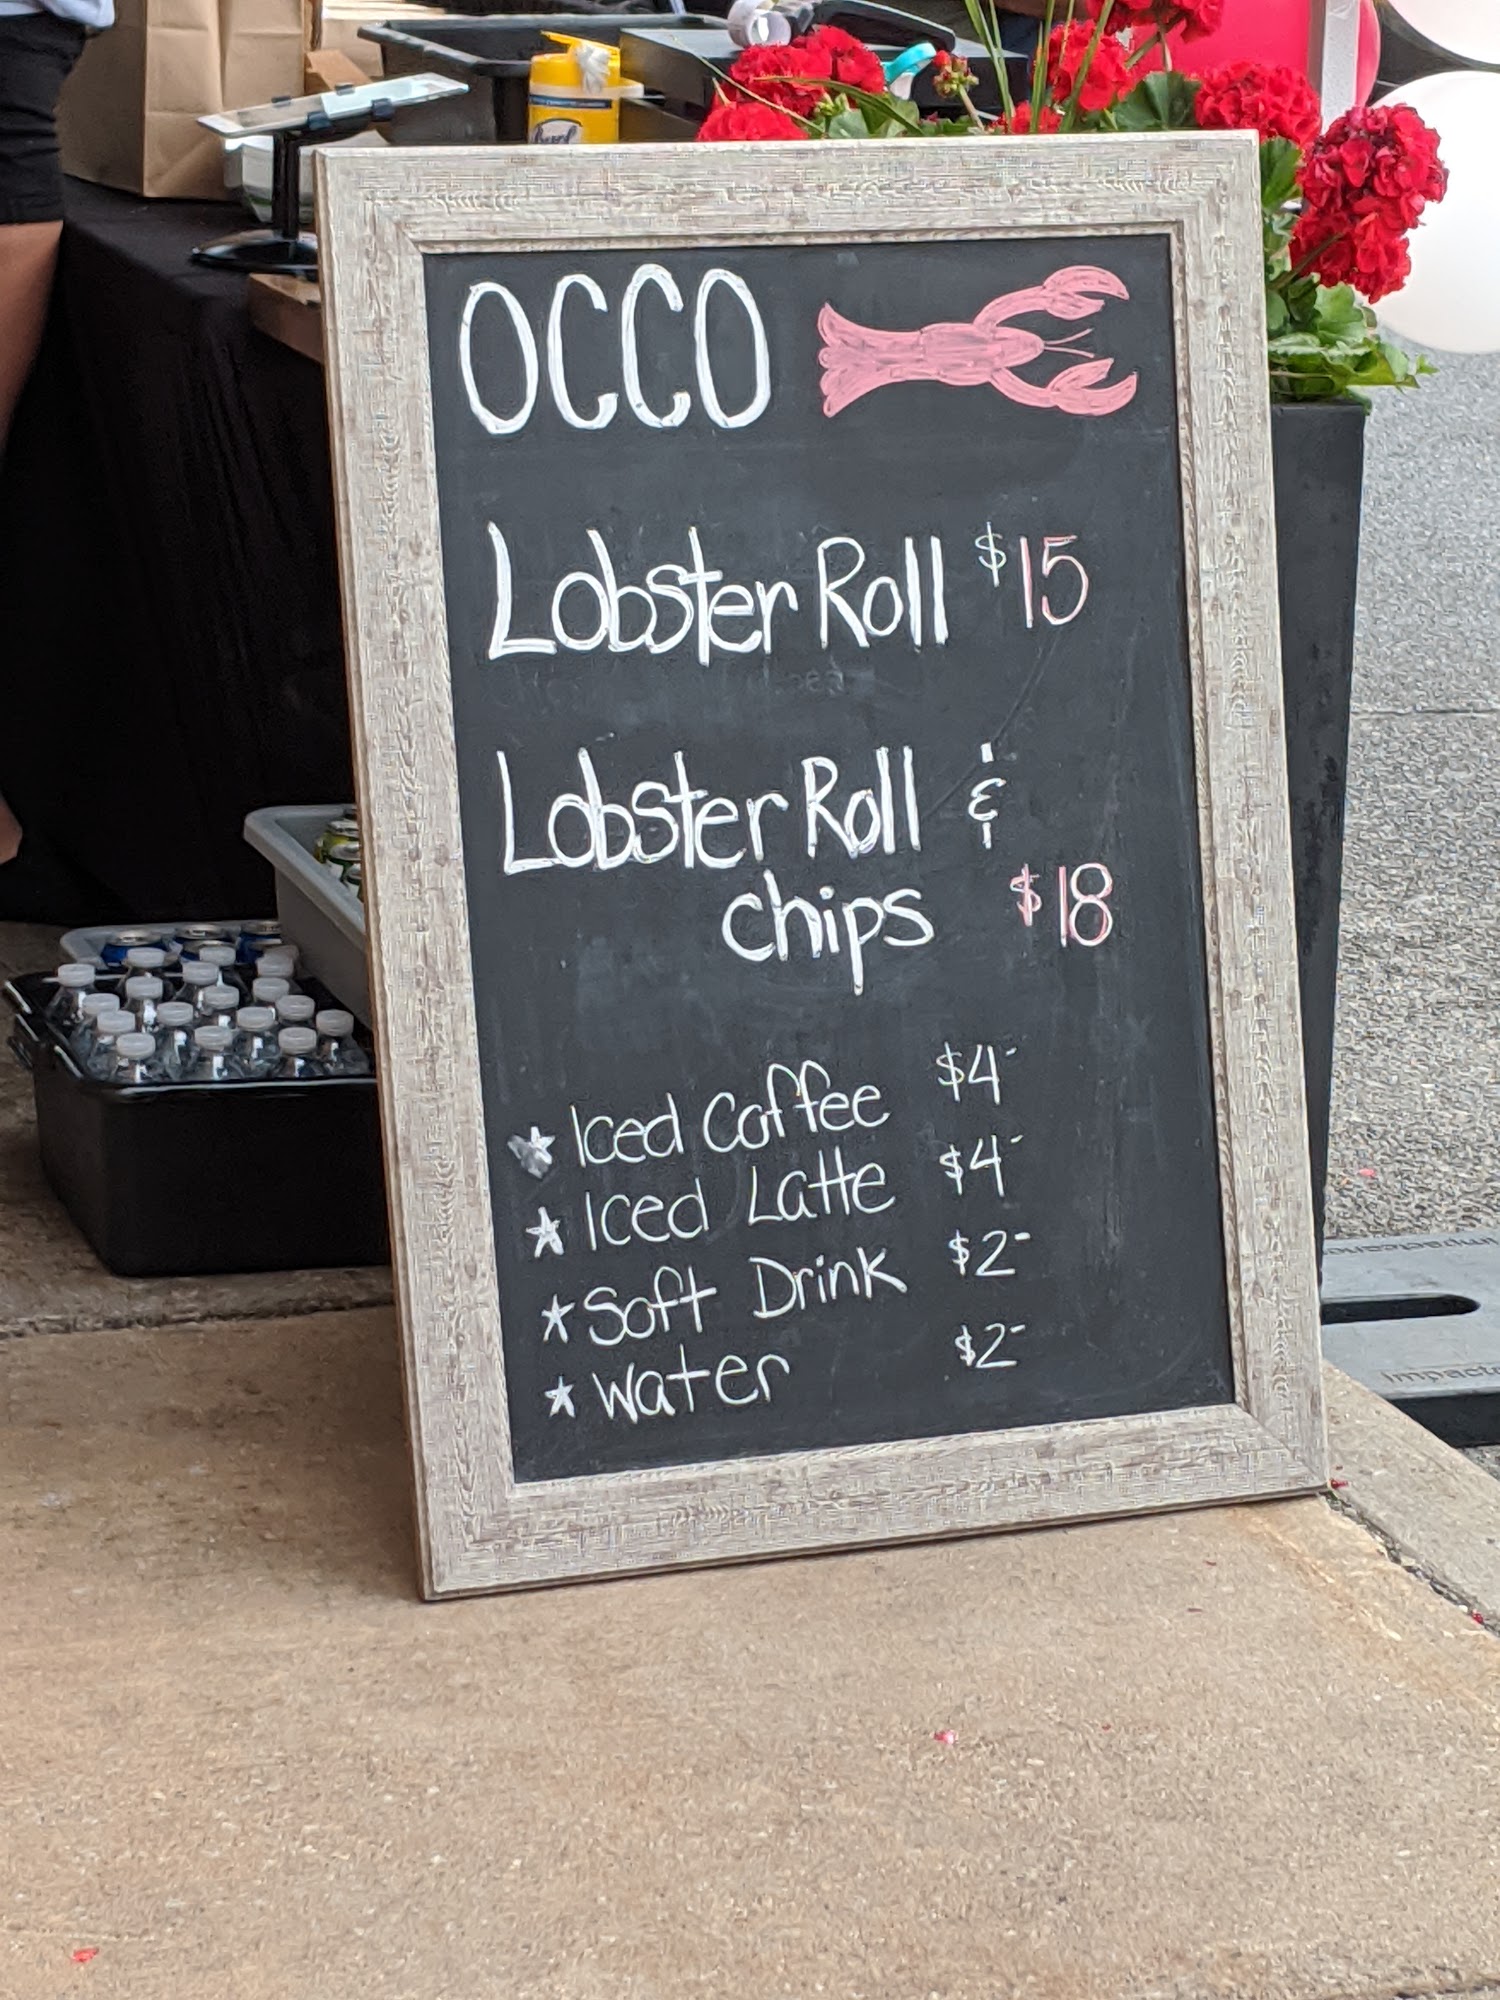 OCCO
Lobster Roll $15
Lobster Roll &
chips $18
★ Iced Coffee $4-
★ Iced Latte $4-
★ Soft Drink $2-
★ Water $2-
Lysol